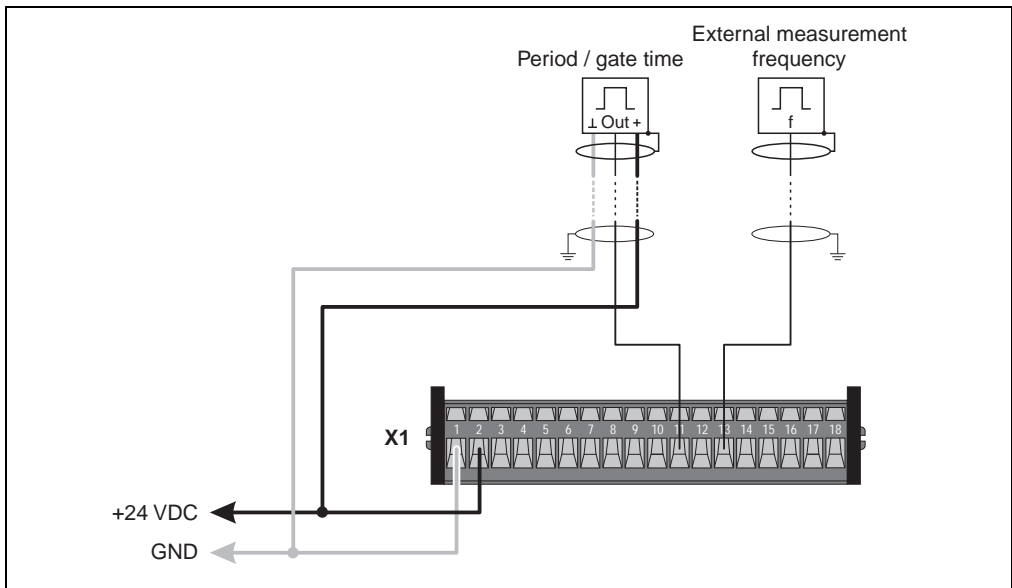 External measurement
frequency
Period / gate time
⊥ Out +
f
X1
1 2 3 4 5 6 7 8 9 10 11 12 13 14 15 16 17 18
+24 VDC
GND